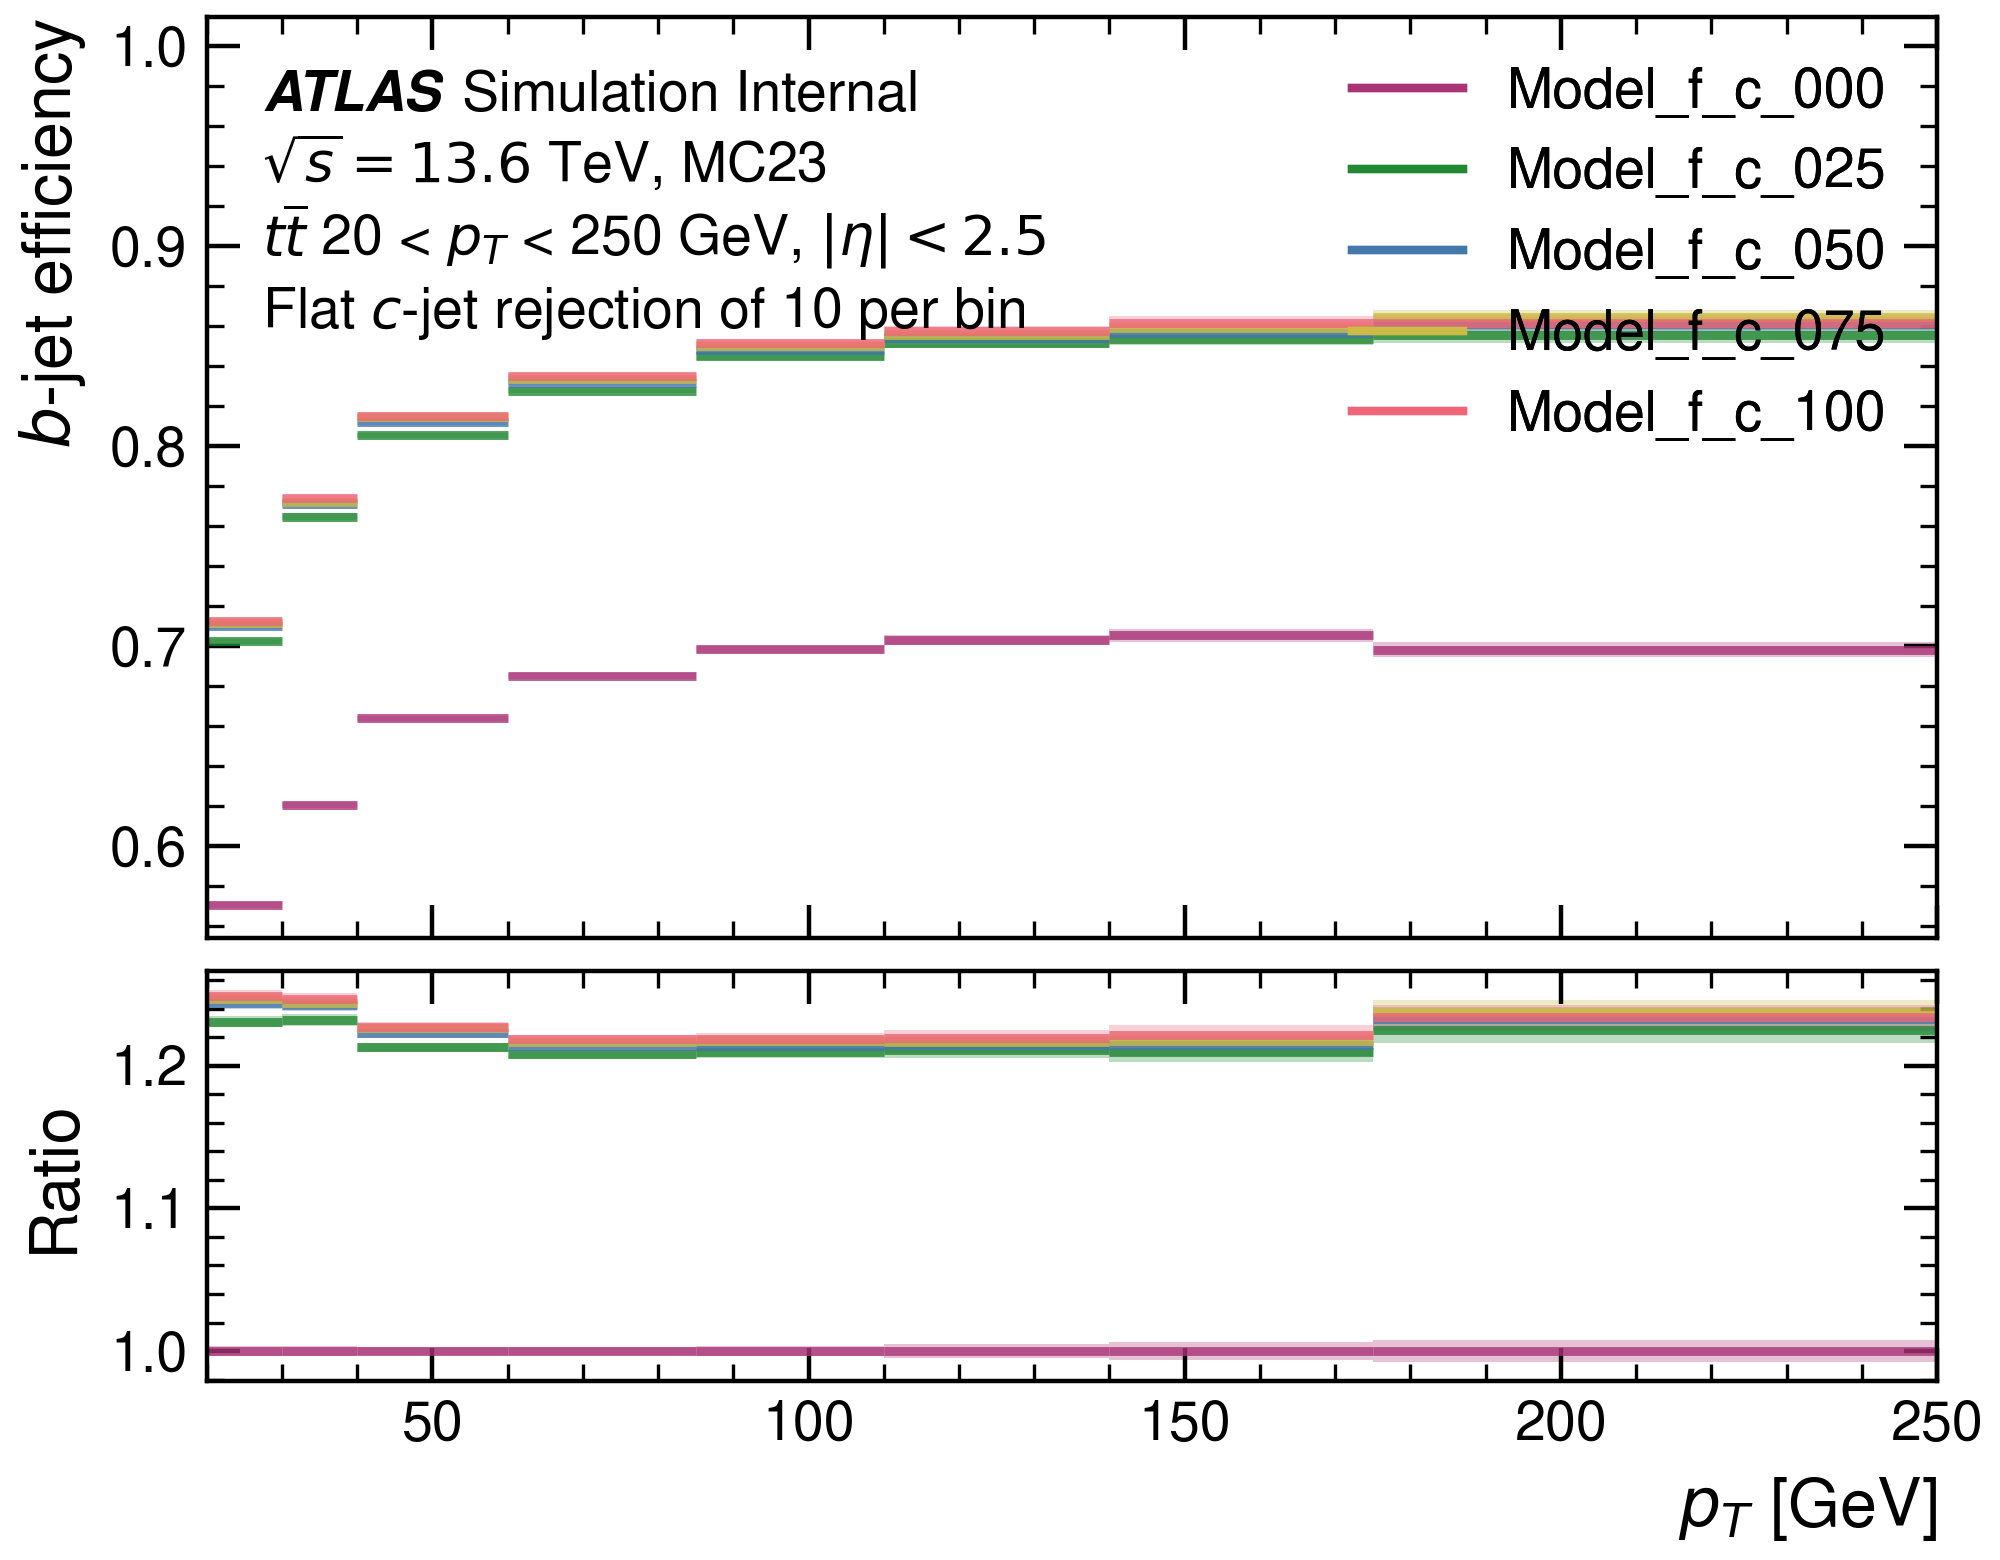 b-jet efficiency
1.0
0.9
0.8
0.7
0.6
ATLAS Simulation Internal
√s = 13.6 TeV, MC23
tt̄ 20 < p_T < 250 GeV, |η| < 2.5
Flat c-jet rejection of 10 per bin
Model_f_c_000
Model_f_c_025
Model_f_c_050
Model_f_c_075
Model_f_c_100
Ratio
1.2
1.1
1.0
50 100 150 200 250
p_T [GeV]